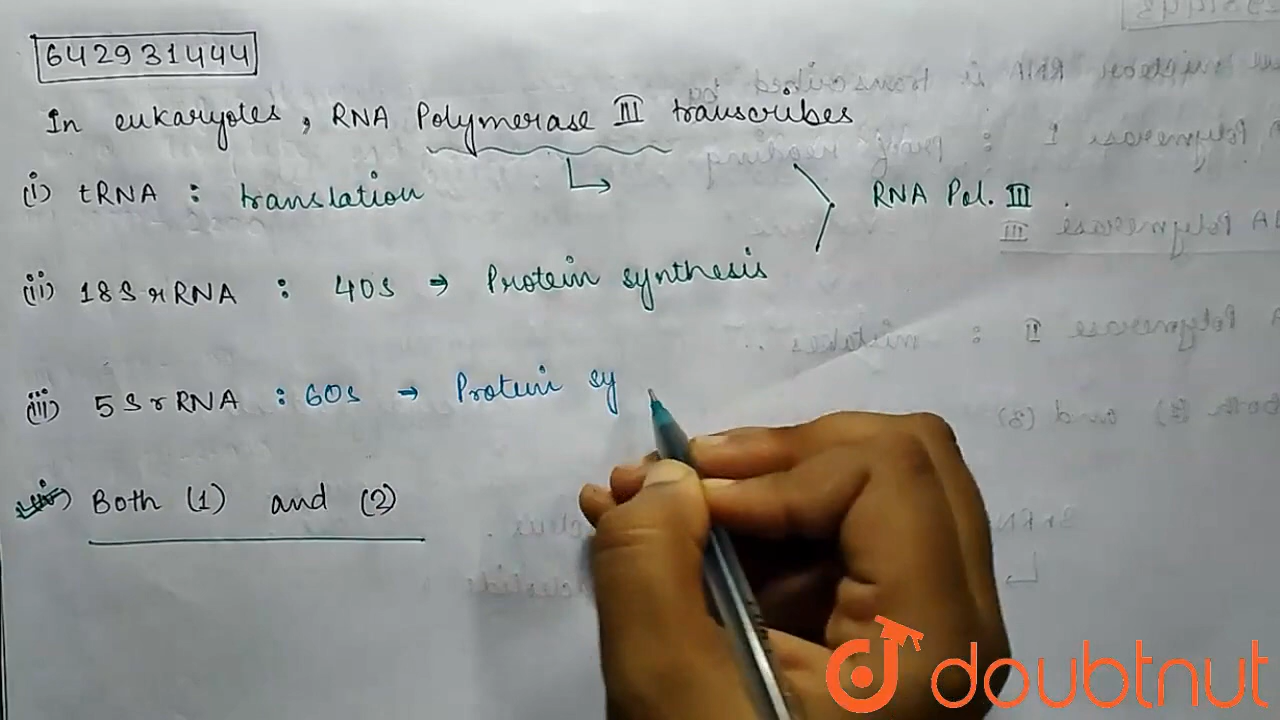 642931444
In eukaryotes, RNA Polymerase III transcribes
(i) tRNA : translation
RNA Pol. III.
(ii) 18S rRNA : 40S → Protein synthesis
(iii) 5S rRNA : 60S → Protein sy
Both (1) and (2)
doubtnut